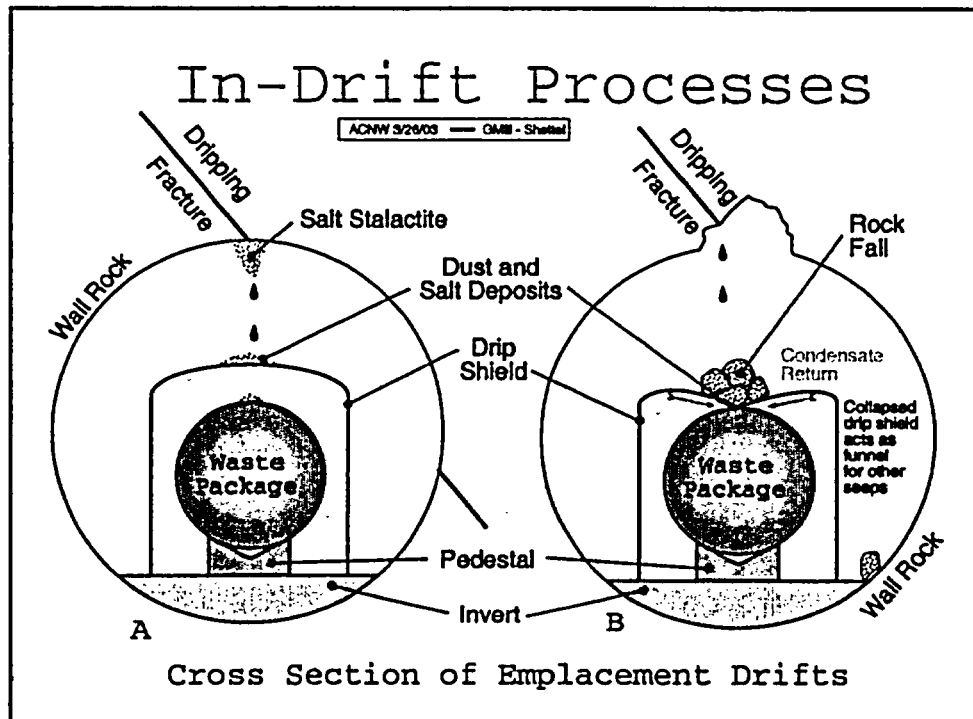 In-Drift Processes
ACNW 3/26/03 — GMII - Shettel
Dripping
Fracture
Salt Stalactite
Wall Rock
Dust and
Salt Deposits
Drip
Shield
Waste
Package
Pedestal
Invert
A
Dripping
Fracture
Rock
Fall
Condensate
Return
Collapsed
drip shield
acts as
funnel
for other
seeps
Waste
Package
Wall Rock
B
Cross Section of Emplacement Drifts